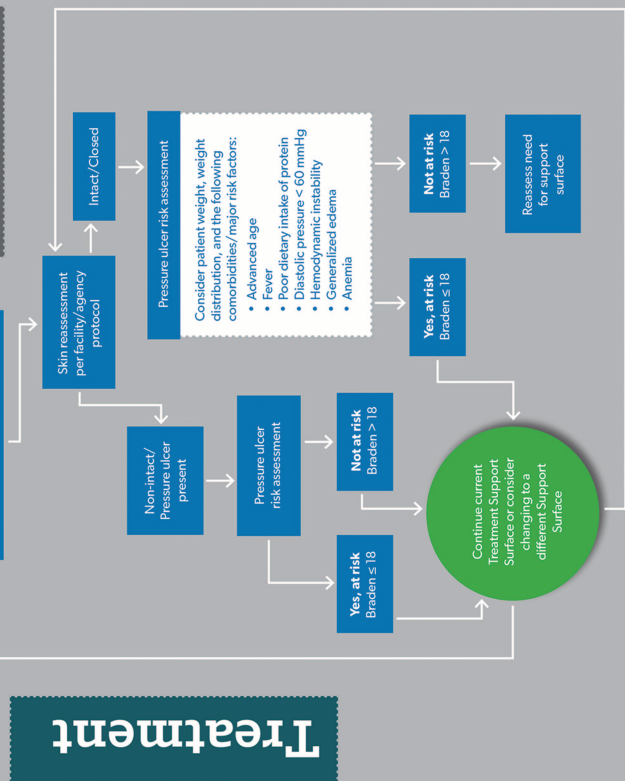 Treatment
Skin reassessment
per facility/agency
protocol
Non-intact/
Pressure ulcer
present
Intact/Closed
Pressure ulcer
risk assessment
Pressure ulcer risk assessment
Consider patient weight, weight
distribution, and the following
comorbidities/major risk factors:
• Advanced age
• Fever
• Poor dietary intake of protein
• Diastolic pressure < 60 mmHg
• Hemodynamic instability
• Generalized edema
• Anemia
Yes, at risk
Braden ≤ 18
Not at risk
Braden > 18
Yes, at risk
Braden ≤ 18
Not at risk
Braden > 18
Continue current
Treatment Support
Surface or consider
changing to a
different Support
Surface
Reassess need
for support
surface